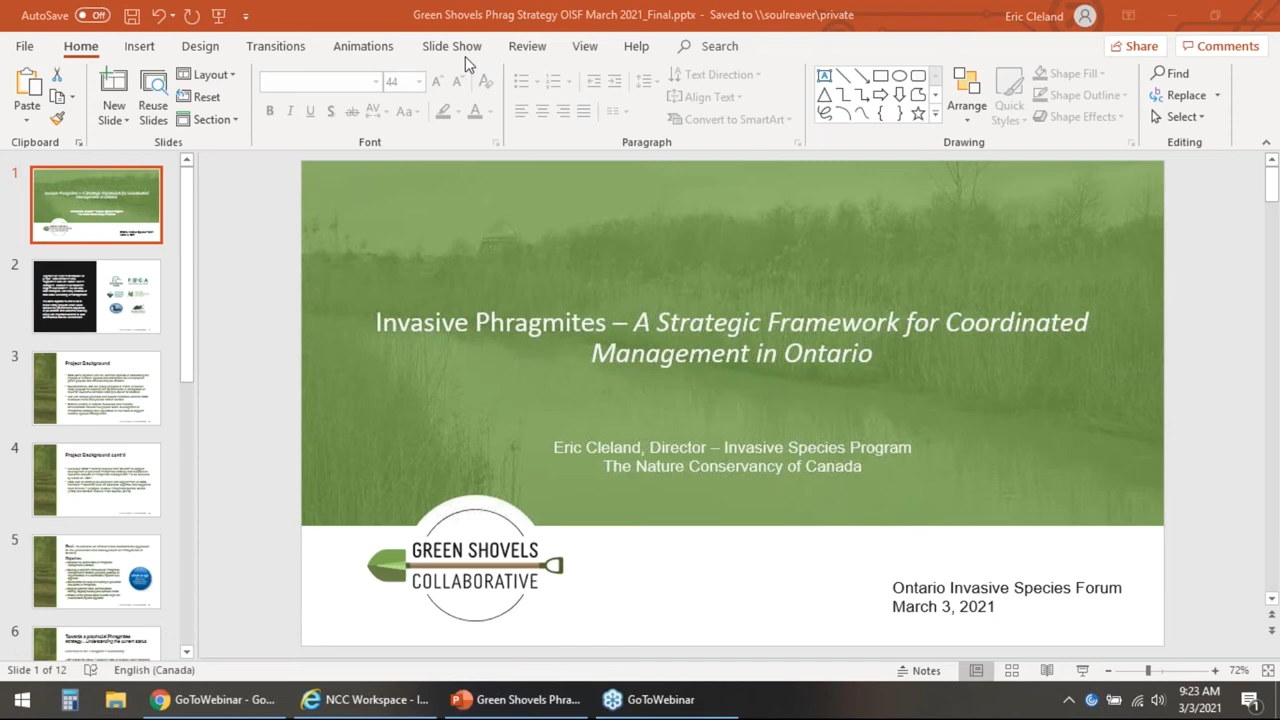 AutoSave Off Green Shovels Phrag Strategy OISF March 2021_Final.pptx - Saved to \\soulreaver\private Eric Cleland
File Home Insert Design Transitions Animations Slide Show Review View Help Search Share Comments
Paste New Slide Reuse Slides Layout Reset Section
44 Text Direction Align Text Convert to SmartArt
Arrange Quick Styles Shape Fill Shape Outline Shape Effects
Find Replace Select
Clipboard Slides Font Paragraph Drawing Editing
1
2
3
Project Background
4
Project Background cont'd
5
6
Invasive Phragmites – A Strategic Framework for Coordinated
Management in Ontario
Eric Cleland, Director – Invasive Species Program
The Nature Conservancy of Canada
GREEN SHOVELS
COLLABORATIVE
Ontario Invasive Species Forum
March 3, 2021
Slide 1 of 12 English (Canada) Notes 72%
GoToWebinar - Go... NCC Workspace - I... Green Shovels Phra... GoToWebinar
9:23 AM
3/3/2021